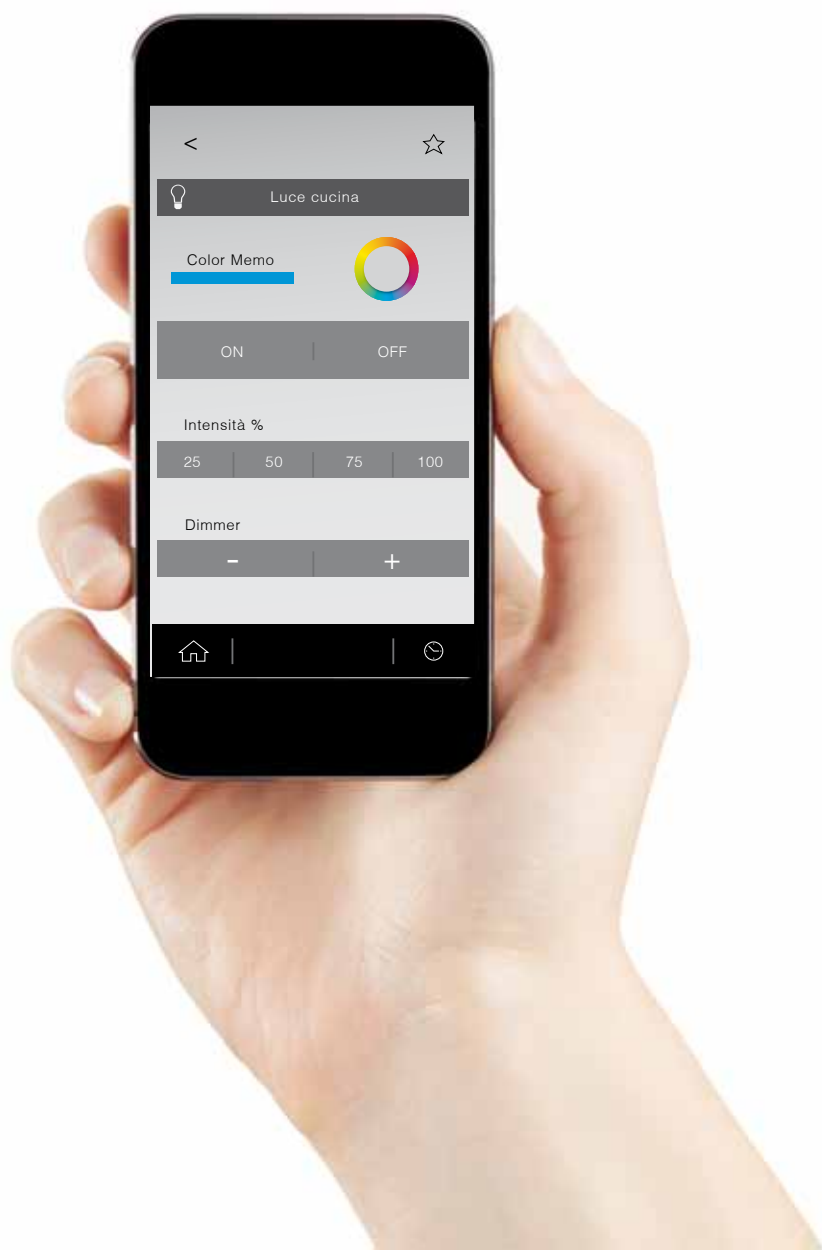 <
Luce cucina
Color Memo
ON | OFF
Intensità %
25 | 50 | 75 | 100
Dimmer
- | +